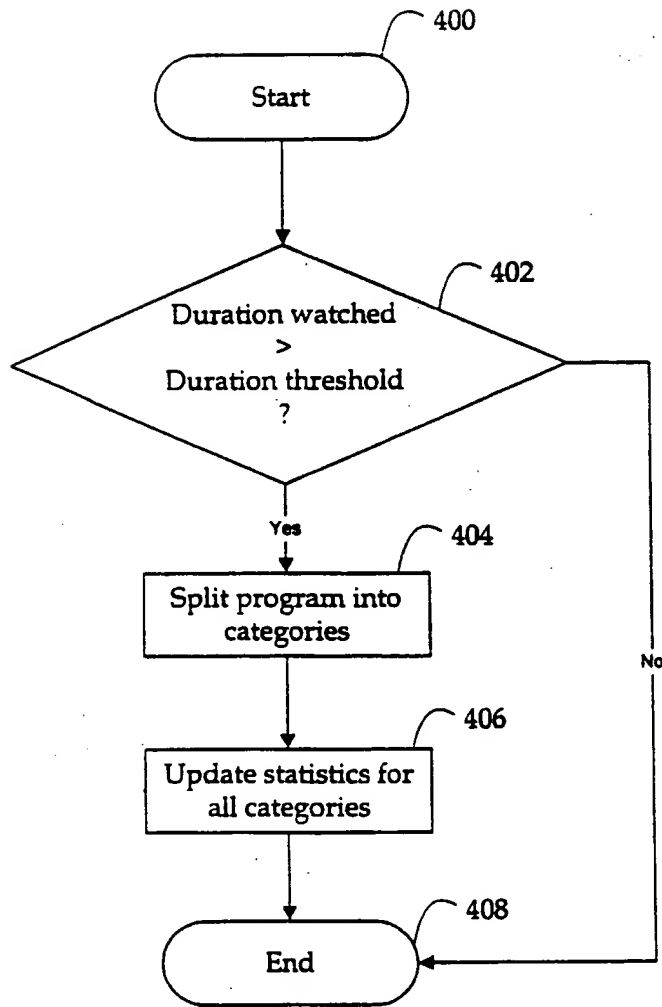 400
Start
402
Duration watched
>
Duration threshold
?
Yes
404
Split program into
categories
No
406
Update statistics for
all categories
408
End